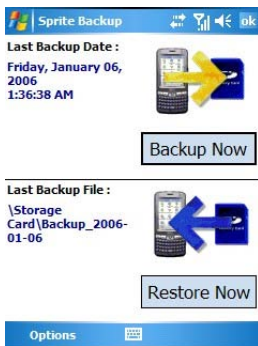 Sprite Backup ok
Last Backup Date :
Friday, January 06,
2006
1:36:38 AM
Backup Now
Last Backup File :
\Storage
Card\Backup_2006-
01-06
Restore Now
Options